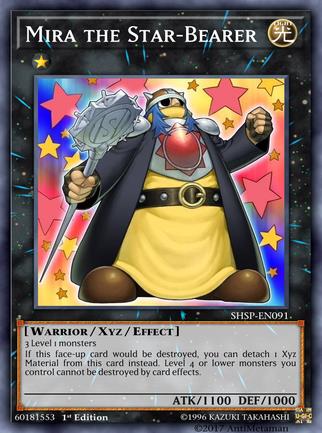 MIRA THE STAR-BEARER
LIGHT
光
SHSP-EN091
[WARRIOR / XYZ / EFFECT]
3 Level 1 monsters
If this face-up card would be destroyed, you can detach 1 Xyz
Material from this card instead. Level 4 or lower monsters you
control cannot be destroyed by card effects.
ATK/1100 DEF/1000
60181553 1st Edition ©1996 KAZUKI TAKAHASHI
©2017 AntiMetaman